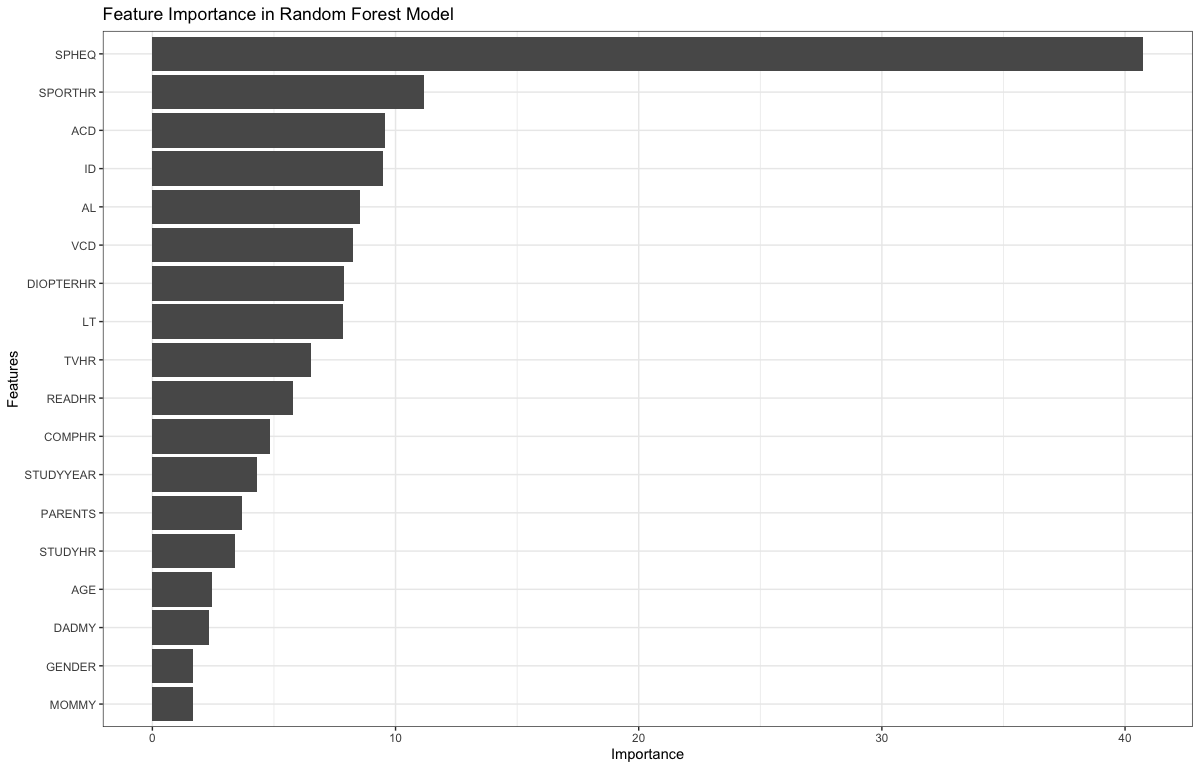 Feature Importance in Random Forest Model
Features
SPHEQ
SPORTHR
ACD
ID
AL
VCD
DIOPTERHR
LT
TVHR
READHR
COMPHR
STUDYYEAR
PARENTS
STUDYHR
AGE
DADMY
GENDER
MOMMY
0 10 20 30 40
Importance